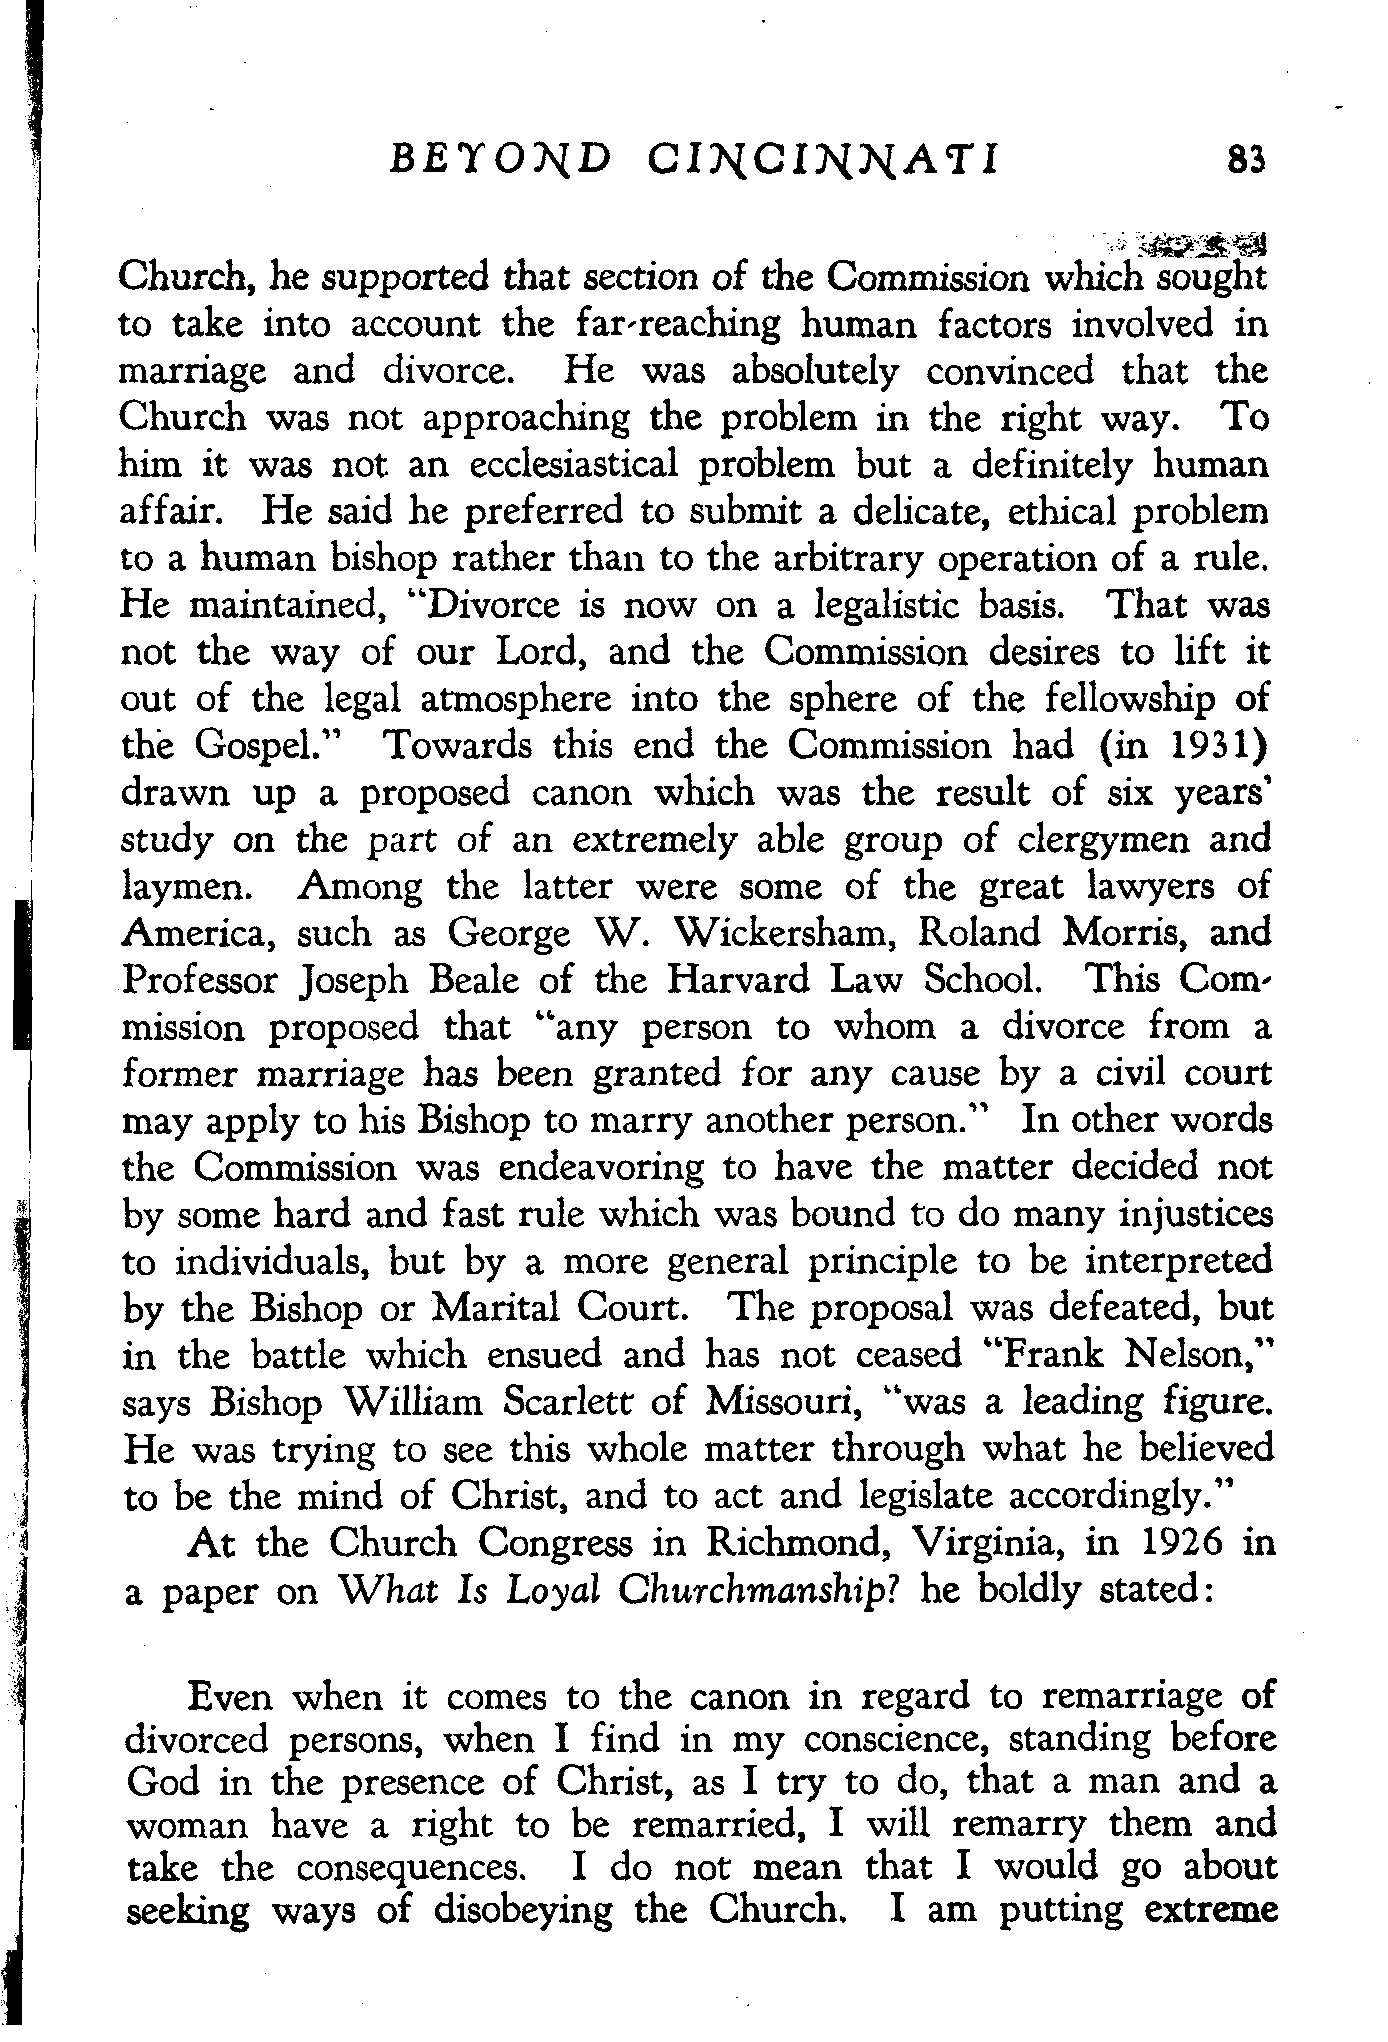 BEYOND CINCINNATI 83
Church, he supported that section of the Commission which sought
to take into account the far-reaching human factors involved in
marriage and divorce. He was absolutely convinced that the
Church was not approaching the problem in the right way. To
him it was not an ecclesiastical problem but a definitely human
affair. He said he preferred to submit a delicate, ethical problem
to a human bishop rather than to the arbitrary operation of a rule.
He maintained, "Divorce is now on a legalistic basis. That was
not the way of our Lord, and the Commission desires to lift it
out of the legal atmosphere into the sphere of the fellowship of
the Gospel." Towards this end the Commission had (in 1931)
drawn up a proposed canon which was the result of six years'
study on the part of an extremely able group of clergymen and
laymen. Among the latter were some of the great lawyers of
America, such as George W. Wickersham, Roland Morris, and
Professor Joseph Beale of the Harvard Law School. This Com-
mission proposed that "any person to whom a divorce from a
former marriage has been granted for any cause by a civil court
may apply to his Bishop to marry another person." In other words
the Commission was endeavoring to have the matter decided not
by some hard and fast rule which was bound to do many injustices
to individuals, but by a more general principle to be interpreted
by the Bishop or Marital Court. The proposal was defeated, but
in the battle which ensued and has not ceased "Frank Nelson,"
says Bishop William Scarlett of Missouri, "was a leading figure.
He was trying to see this whole matter through what he believed
to be the mind of Christ, and to act and legislate accordingly."
At the Church Congress in Richmond, Virginia, in 1926 in
a paper on What Is Loyal Churchmanship? he boldly stated:
Even when it comes to the canon in regard to remarriage of
divorced persons, when I find in my conscience, standing before
God in the presence of Christ, as I try to do, that a man and a
woman have a right to be remarried, I will remarry them and
take the consequences. I do not mean that I would go about
seeking ways of disobeying the Church. I am putting extreme